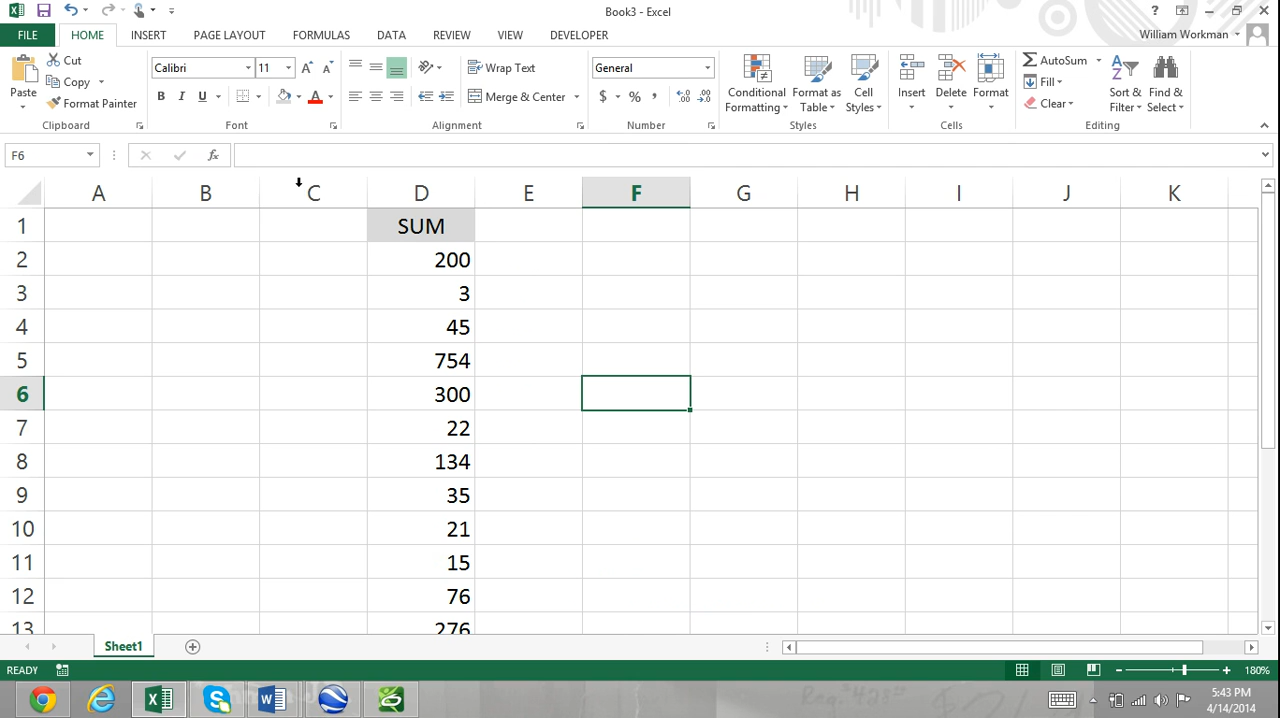 Book3 - Excel
?
FILE HOME INSERT PAGE LAYOUT FORMULAS DATA REVIEW VIEW DEVELOPER William Workman
Paste
Cut
Copy
Format Painter
Clipboard
Calibri 11
B I U
Font
Wrap Text
Merge & Center
Alignment
General
$ % ,
Number
Conditional Formatting
Format as Table
Cell Styles
Styles
Insert Delete Format
Cells
AutoSum
Fill
Clear
Sort & Filter
Find & Select
Editing
F6 fx
A B C D E F G H I J K
1 SUM
2 200
3 3
4 45
5 754
6 300
7 22
8 134
9 35
10 21
11 15
12 76
13 276
Sheet1
READY 180%
5:43 PM
4/14/2014